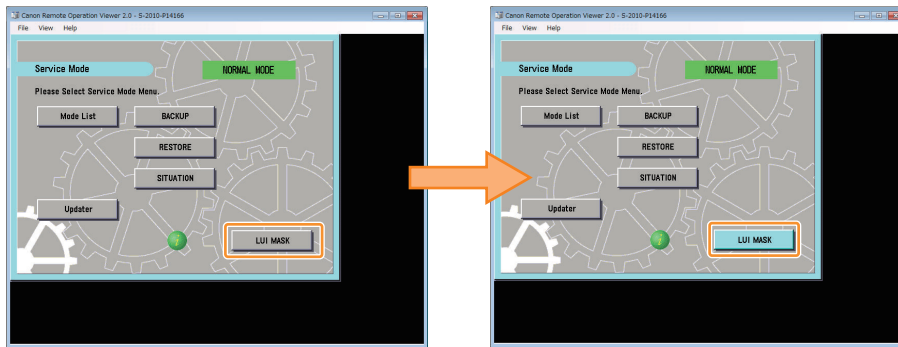 Canon Remote Operation Viewer 2.0 - S-2010-P14166
File View Help
Service Mode
NORMAL MODE
Please Select Service Mode Menu.
Mode List
BACKUP
RESTORE
SITUATION
Updater
i
LUI MASK
Canon Remote Operation Viewer 2.0 - S-2010-P14166
File View Help
Service Mode
NORMAL MODE
Please Select Service Mode Menu.
Mode List
BACKUP
RESTORE
SITUATION
Updater
i
LUI MASK